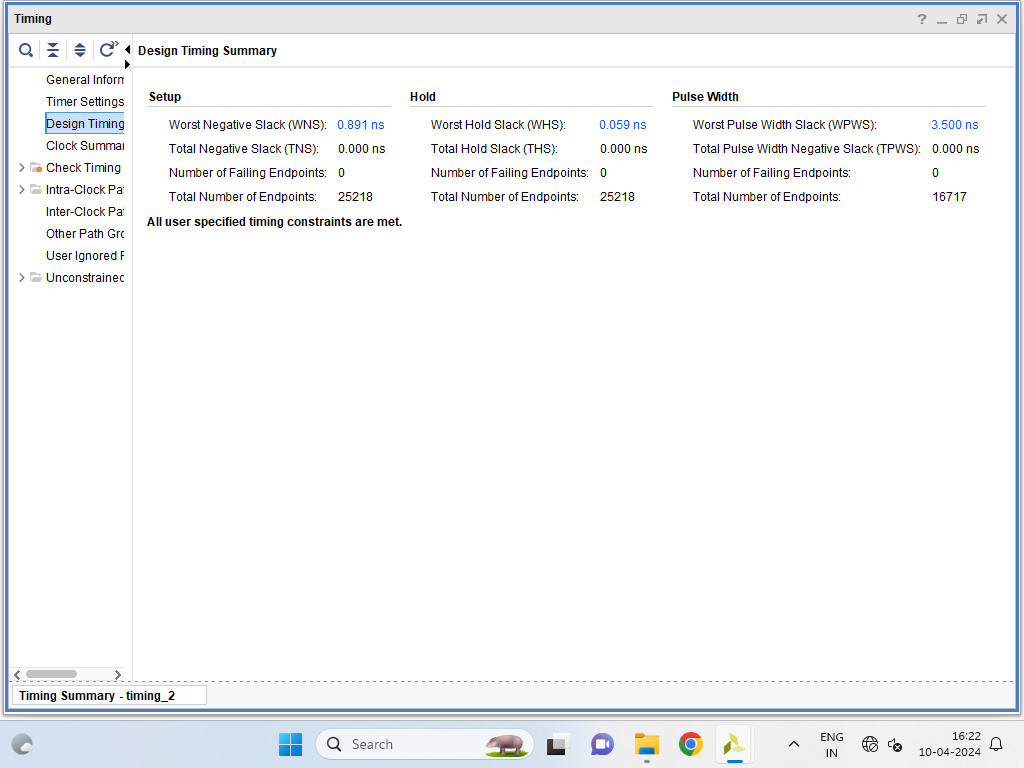 Timing
Design Timing Summary
General Inform
Timer Settings
Design Timing
Clock Summar
Check Timing
Intra-Clock Pa
Inter-Clock Pa
Other Path Gro
User Ignored P
Unconstrained
Setup
Worst Negative Slack (WNS): 0.891 ns
Total Negative Slack (TNS): 0.000 ns
Number of Failing Endpoints: 0
Total Number of Endpoints: 25218
Hold
Worst Hold Slack (WHS): 0.059 ns
Total Hold Slack (THS): 0.000 ns
Number of Failing Endpoints: 0
Total Number of Endpoints: 25218
Pulse Width
Worst Pulse Width Slack (WPWS): 3.500 ns
Total Pulse Width Negative Slack (TPWS): 0.000 ns
Number of Failing Endpoints: 0
Total Number of Endpoints: 16717
All user specified timing constraints are met.
Timing Summary - timing_2
Search
ENG
IN
16:22
10-04-2024